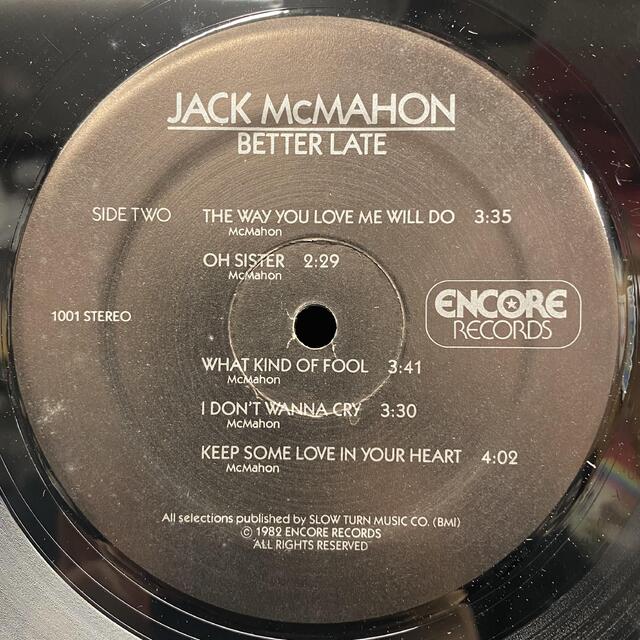 JACK McMAHON
BETTER LATE
SIDE TWO THE WAY YOU LOVE ME WILL DO 3:35
McMahon
OH SISTER 2:29
McMahon
1001 STEREO
ENCORE
RECORDS
WHAT KIND OF FOOL 3:41
McMahon
I DON'T WANNA CRY 3:30
McMahon
KEEP SOME LOVE IN YOUR HEART 4:02
McMahon
All selections published by SLOW TURN MUSIC CO. (BMI)
© 1982 ENCORE RECORDS
ALL RIGHTS RESERVED